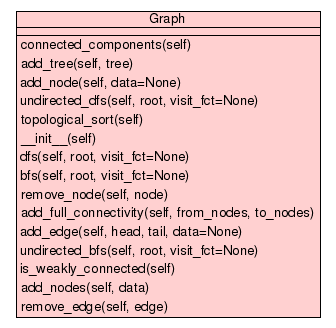 Graph
connected_components(self)
add_tree(self, tree)
add_node(self, data=None)
undirected_dfs(self, root, visit_fct=None)
topological_sort(self)
__init__(self)
dfs(self, root, visit_fct=None)
bfs(self, root, visit_fct=None)
remove_node(self, node)
add_full_connectivity(self, from_nodes, to_nodes)
add_edge(self, head, tail, data=None)
undirected_bfs(self, root, visit_fct=None)
is_weakly_connected(self)
add_nodes(self, data)
remove_edge(self, edge)